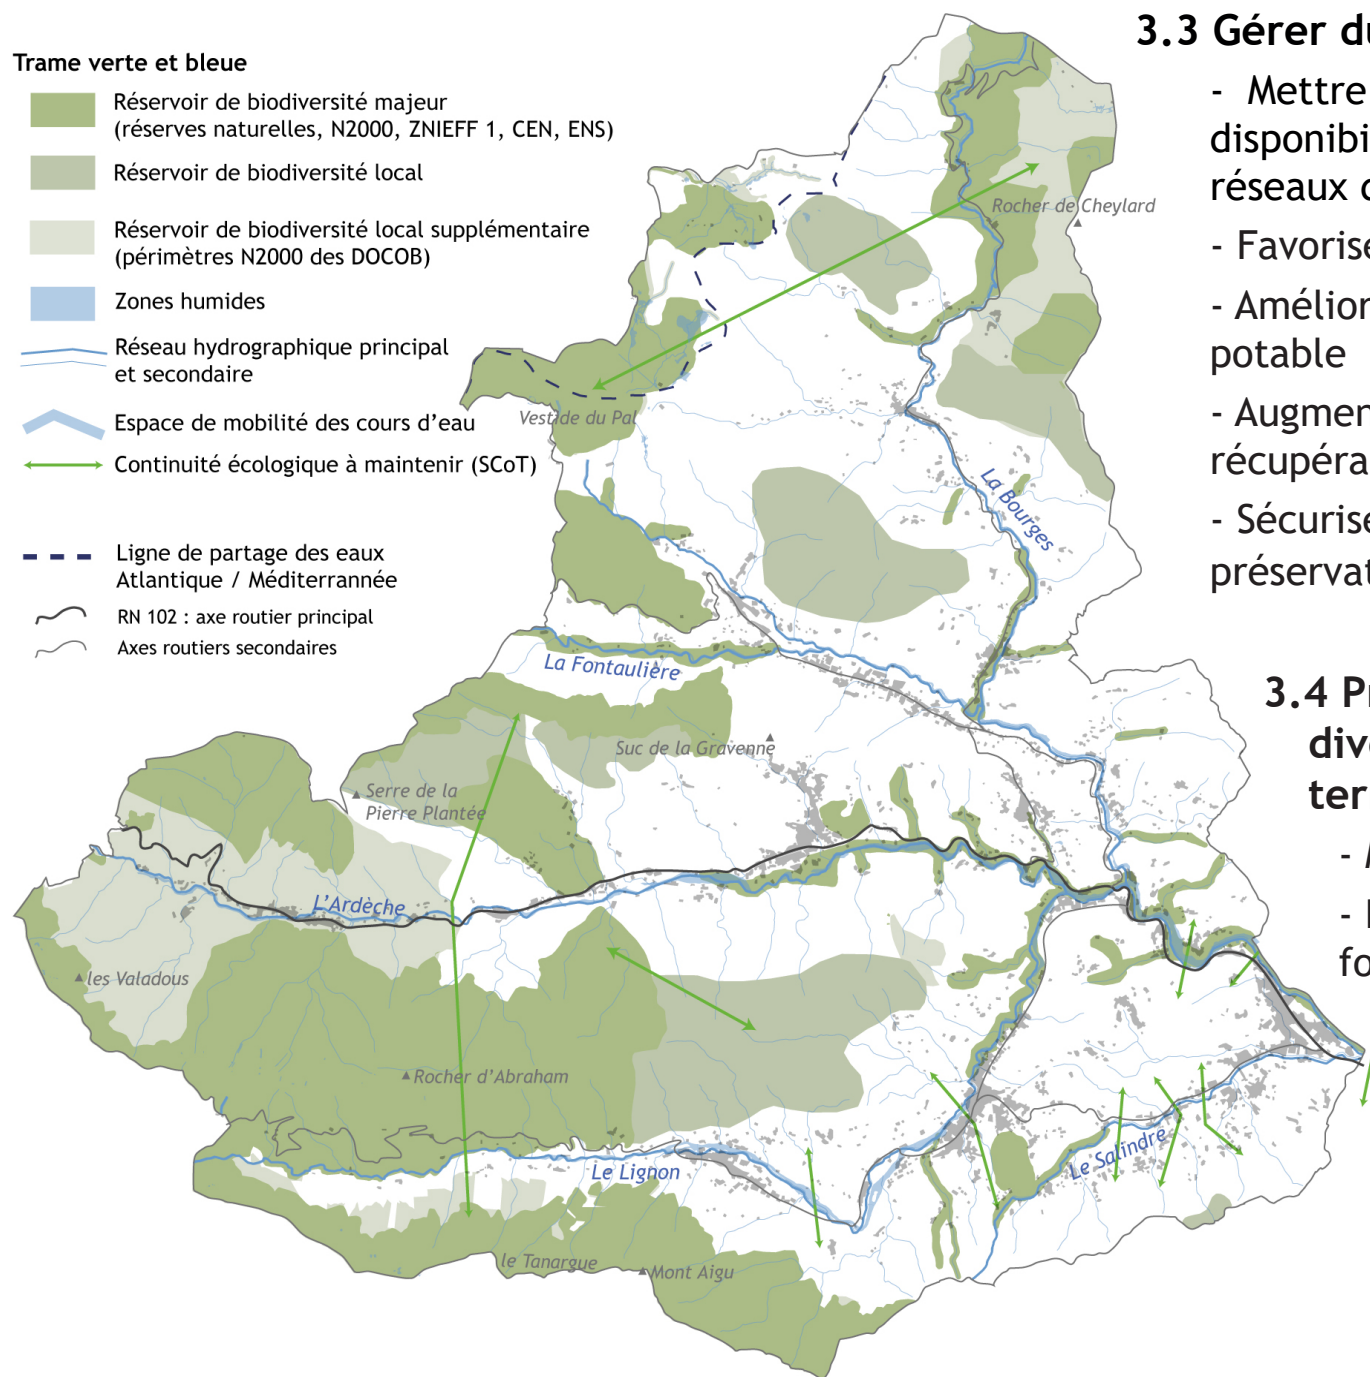 Trame verte et bleue
Réservoir de biodiversité majeur
(réserves naturelles, N2000, ZNIEFF 1, CEN, ENS)
Réservoir de biodiversité local
Réservoir de biodiversité local supplémentaire
(périmètres N2000 des DOCOB)
Zones humides
Réseau hydrographique principal
et secondaire
Espace de mobilité des cours d'eau
Continuité écologique à maintenir (SCoT)
Ligne de partage des eaux
Atlantique / Méditerrannée
RN 102 : axe routier principal
Axes routiers secondaires
Rocher de Cheylard
Vestide du Pal
La Bourges
La Fontaulière
Suc de la Gravenne
Serre de la
Pierre Plantée
L'Ardèche
les Valadous
Rocher d'Abraham
Le Lignon
Le Salindre
le Tanargue
Mont Aigu
3.3 Gérer du
- Mettre
disponibi
réseaux
- Favorise
- Amélior
potable
- Augmen
récupéra
- Sécurise
préservat
3.4 Pr
dive
ter
-
-
fo